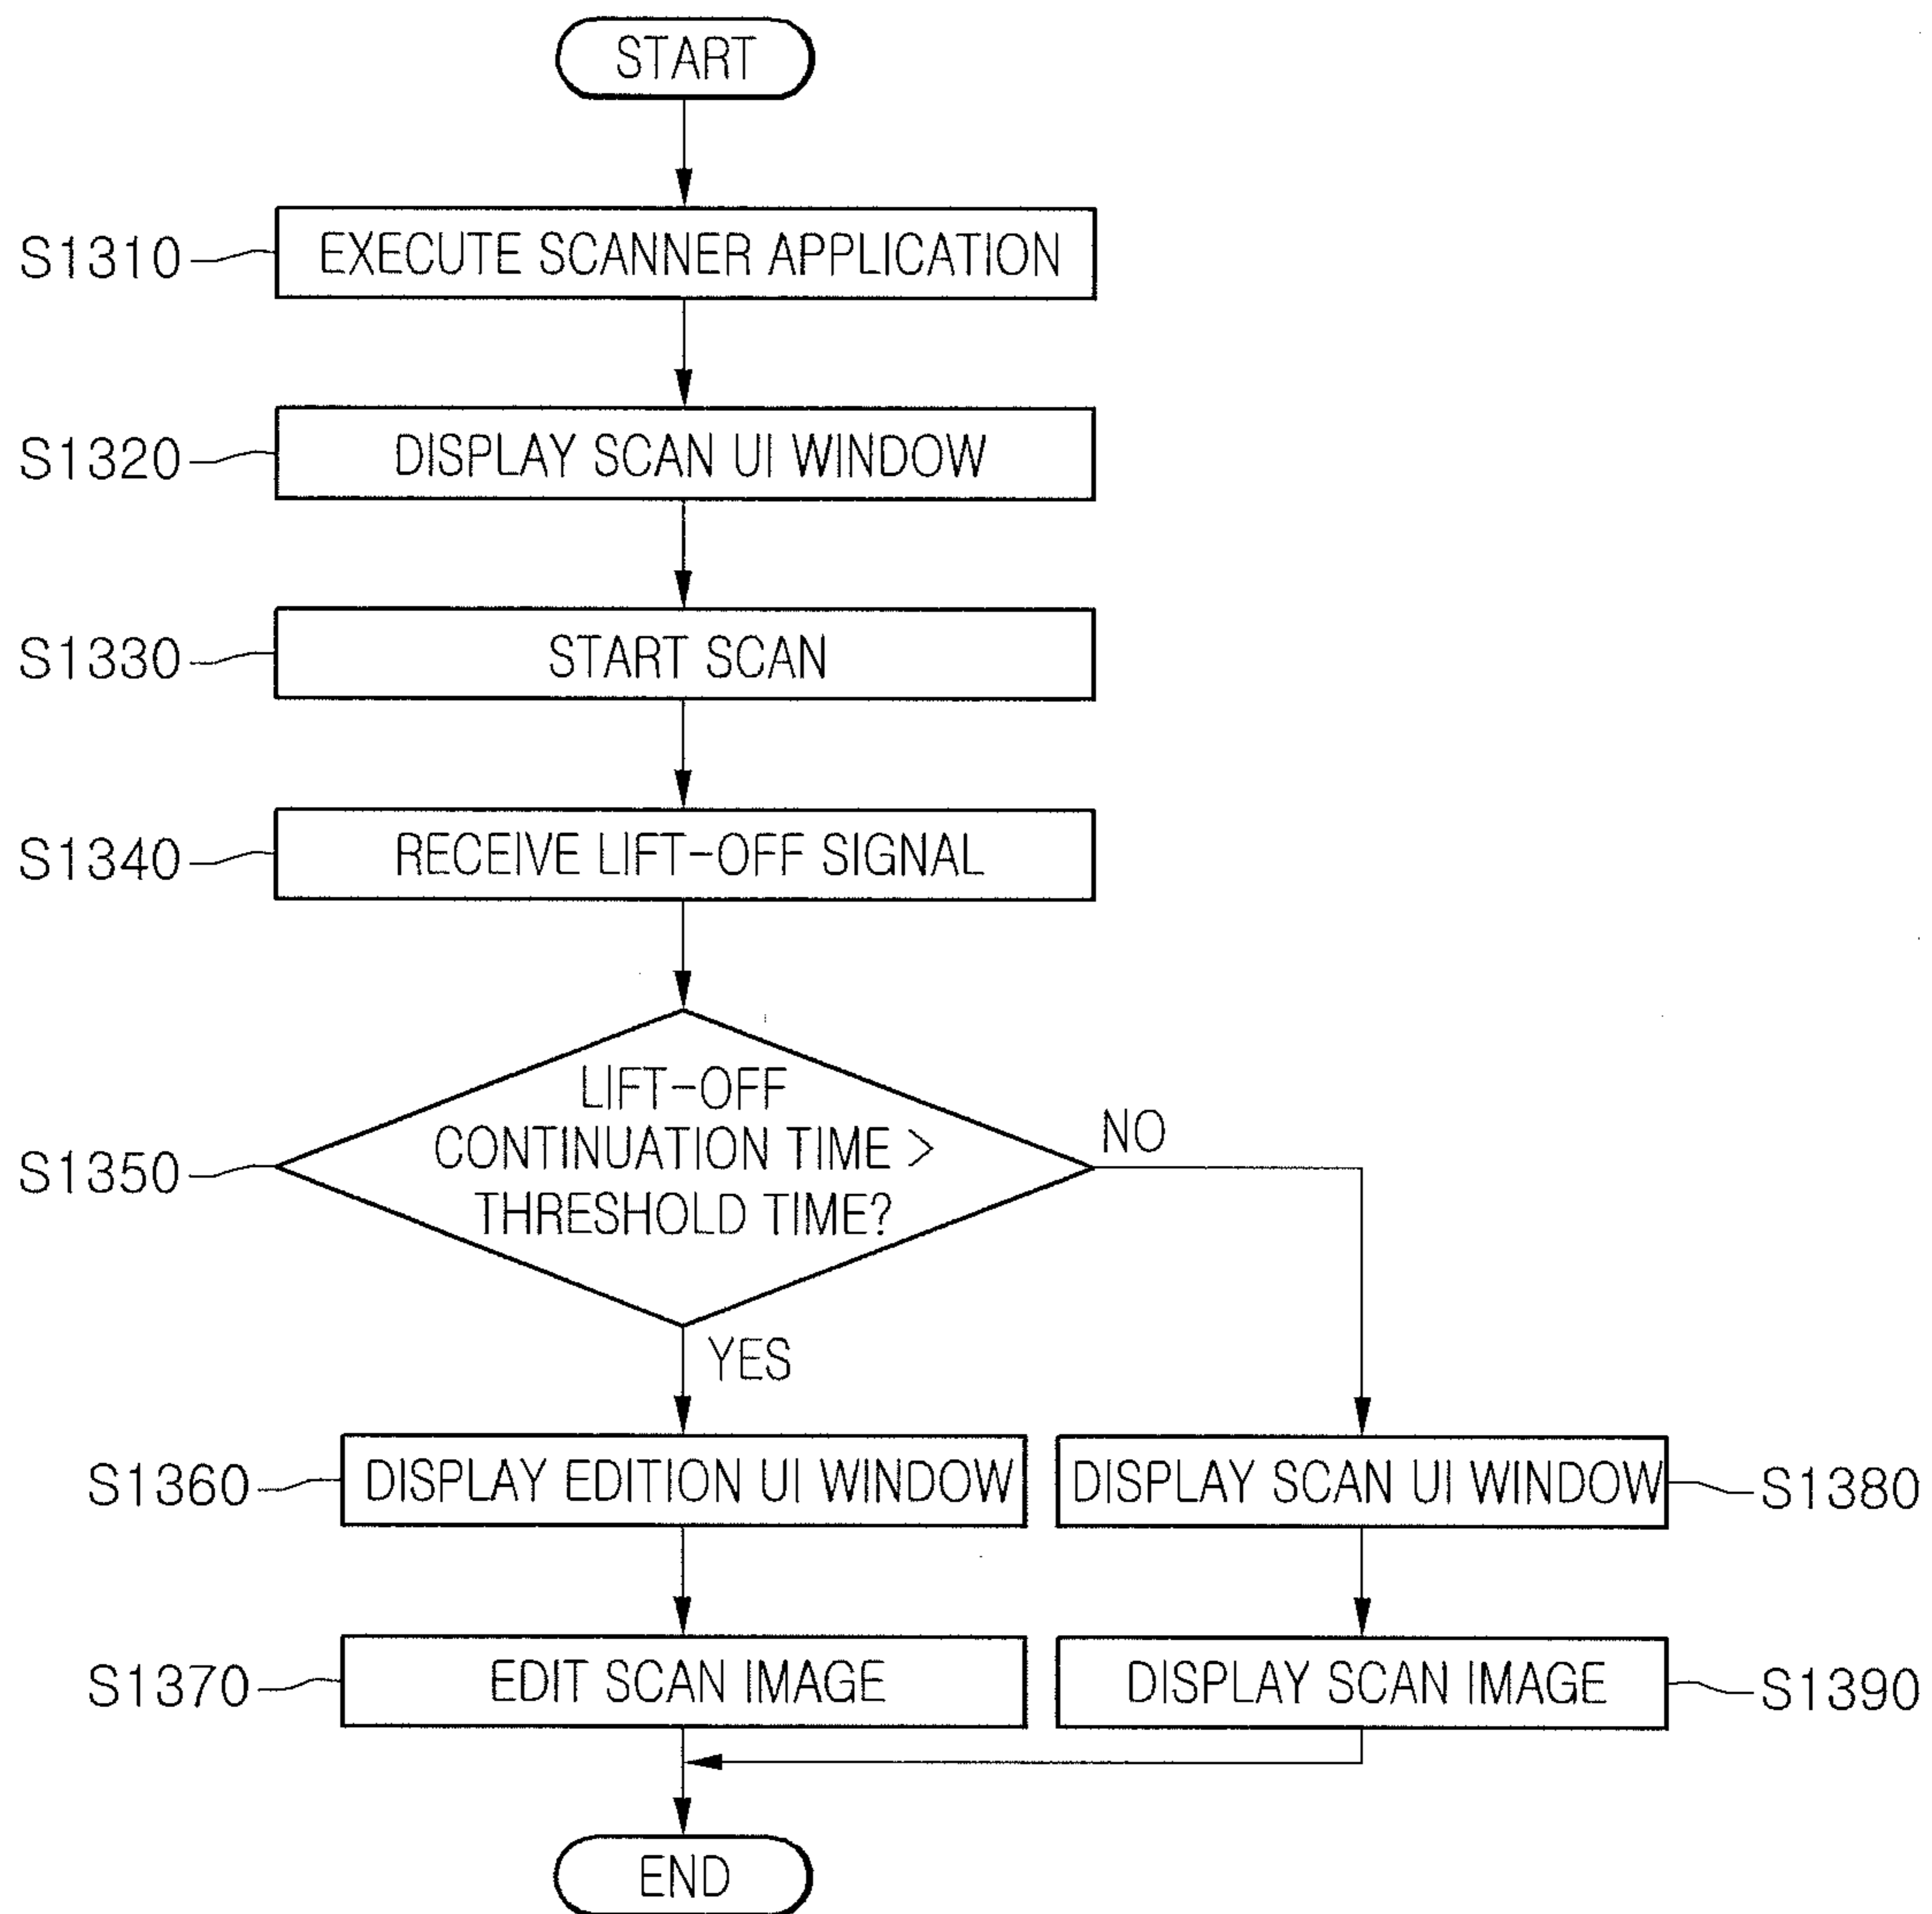 START
S1310
EXECUTE SCANNER APPLICATION
S1320
DISPLAY SCAN UI WINDOW
S1330
START SCAN
S1340
RECEIVE LIFT-OFF SIGNAL
S1350
LIFT-OFF
CONTINUATION TIME >
THRESHOLD TIME?
NO
YES
S1360
DISPLAY EDITION UI WINDOW
DISPLAY SCAN UI WINDOW
S1380
S1370
EDIT SCAN IMAGE
DISPLAY SCAN IMAGE
S1390
END